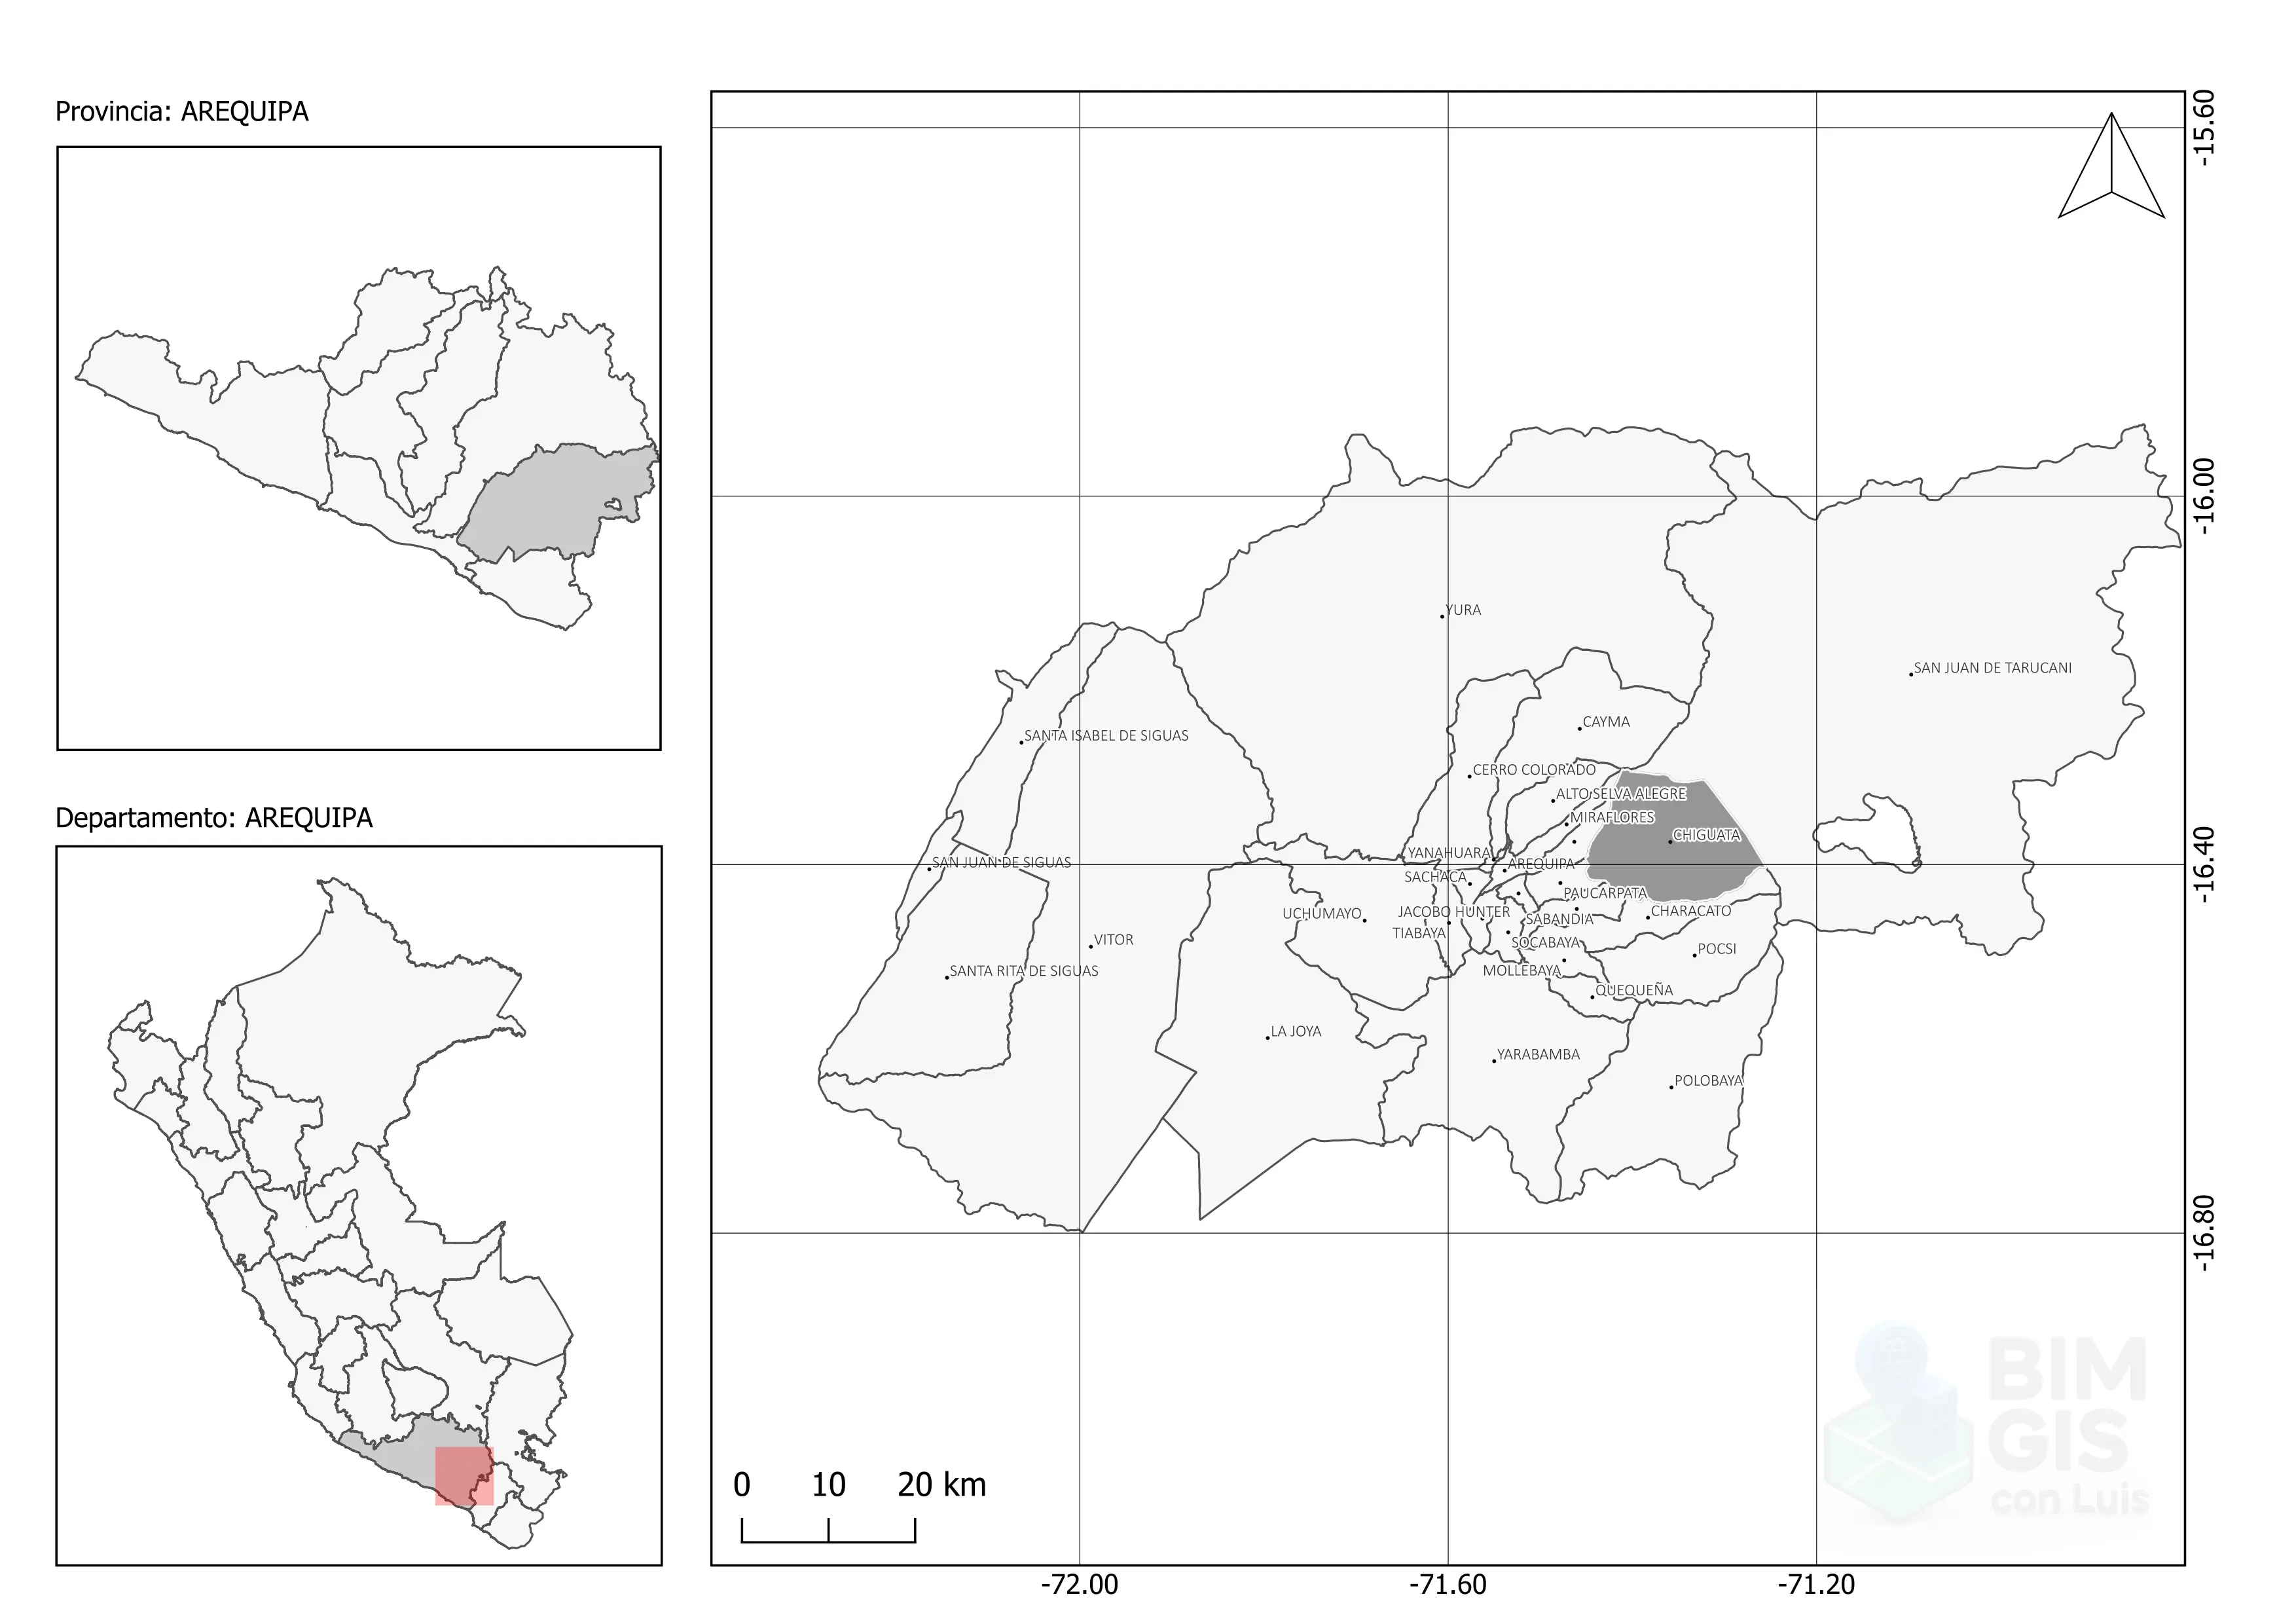 Provincia: AREQUIPA
Departamento: AREQUIPA
-15.60
-16.00
-16.40
-16.80
YURA
SAN JUAN DE TARUCANI
CAYMA
SANTA ISABEL DE SIGUAS
CERRO COLORADO
ALTO SELVA ALEGRE
MIRAFLORES
CHIGUATA
YANAHUARA
SAN JUAN DE SIGUAS
AREQUIPA
SACHACA
PAUCARPATA
UCHUMAYO
JACOBO HUNTER
CHARACATO
SABANDIA
TIABAYA
VITOR
SOCABAYA
POCSI
SANTA RITA DE SIGUAS
MOLLEBAYA
QUEQUEÑA
LA JOYA
YARABAMBA
POLOBAYA
BIM
GIS
con Luis
0 10 20 km
-72.00 -71.60 -71.20